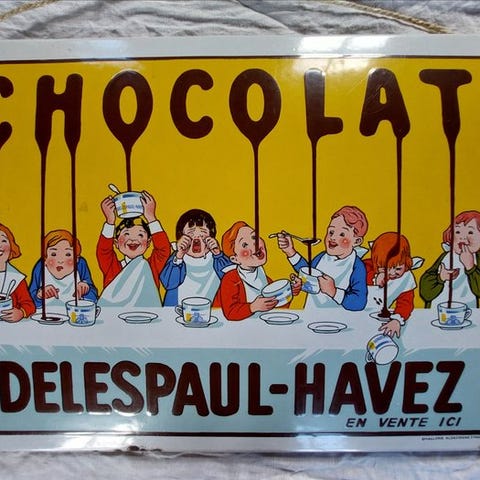 CHOCOLAT
DELESPAUL-HAVEZ
EN VENTE ICI